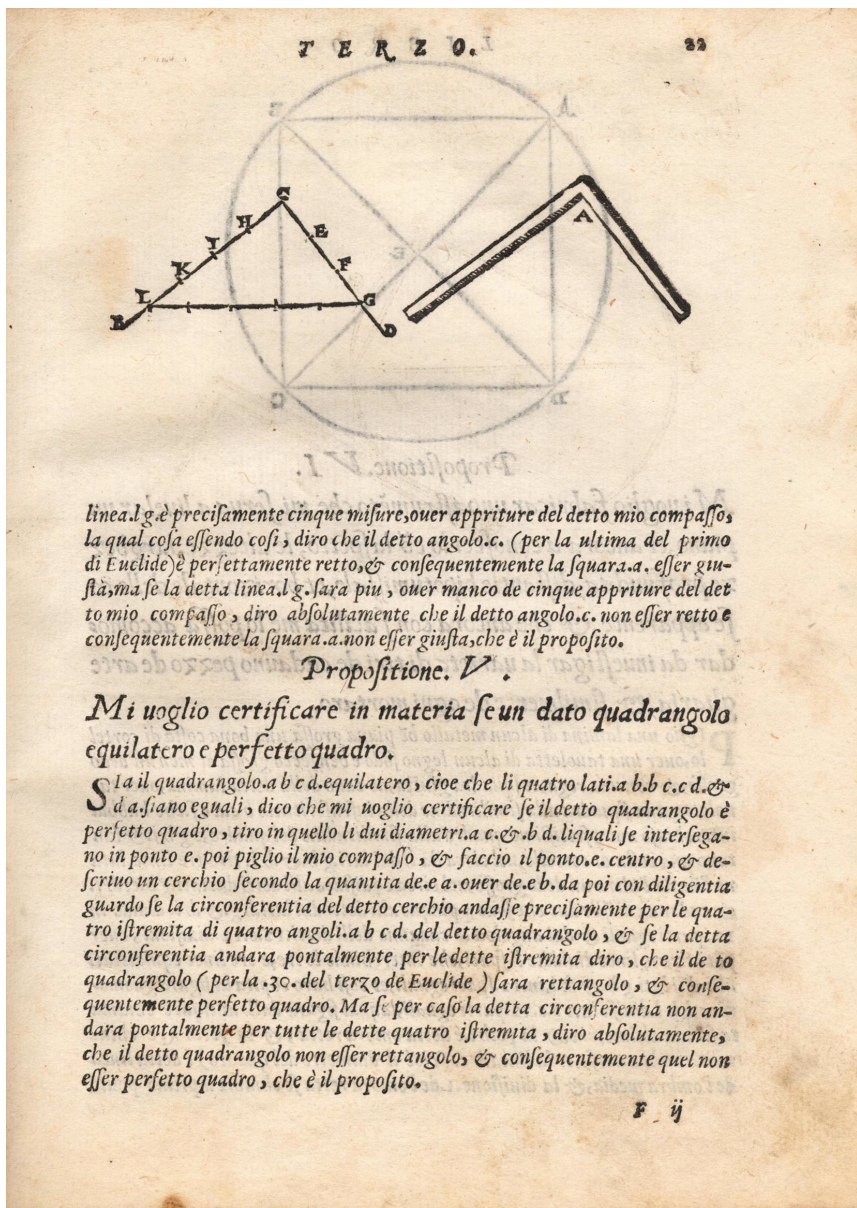 TERZO. 22
C
H E
I
K F
L G
B D
A
linea.l g.è preciſamente cinque miſure,ouer appriture del detto mio compaſſo,
la qual coſa eſſendo coſi, diro che il detto angolo.c. (per la ultima del primo
di Euclide)è perfettamente retto,& conſequentemente la ſquara.a. eſſer giu-
ſtà,ma ſe la detta linea.l g.ſara piu, ouer manco de cinque appriture del det
to mio compaſſo, diro abſolutamente che il detto angolo.c. non eſſer retto e
conſequentemente la ſquara.a.non eſſer giuſta,che è il propoſito.
Propoſitione. V.
Mi uoglio certificare in materia ſe un dato quadrangolo
equilatero e perfetto quadro.
SIa il quadrangolo.a b c d.equilatero, cioe che li quatro lati.a b.b c.c d.&
d a.ſiano eguali, dico che mi uoglio certificare ſe il detto quadrangolo è
perfetto quadro, tiro in quello li dui diametri.a c.& b d.liquali ſe interſega-
no in ponto e. poi piglio il mio compaſſo, & faccio il ponto.e. centro, & de-
ſcriuo un cerchio ſecondo la quantita de.e a.ouer de.e b.da poi con diligentia
guardo ſe la circonferentia del detto cerchio andaſſe preciſamente per le qua-
tro iſtremita di quatro angoli.a b c d. del detto quadrangolo, & ſe la detta
circonferentia andara pontalmente per le dette iſtremita diro, che il de to
quadrangolo (per la .30. del terzo de Euclide) ſara rettangolo, & conſe-
quentemente perfetto quadro. Ma ſe per caſo la detta circonferentia non an-
dara pontalmente per tutte le dette quatro iſtremita, diro abſolutamente,
che il detto quadrangolo non eſſer rettangolo, & conſequentemente quel non
eſſer perfetto quadro, che è il propoſito.
F ij